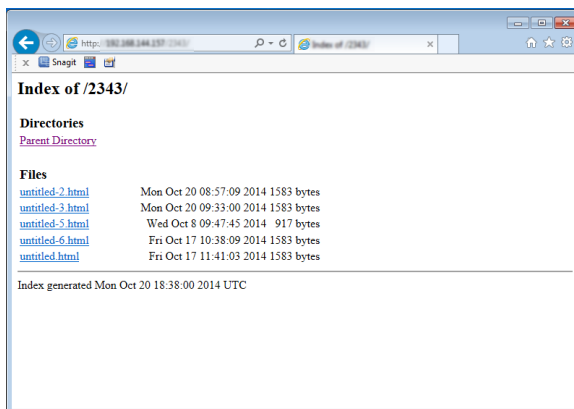 http:
Index of /2343/
x Snagit
Index of /2343/
Directories
Parent Directory
Files
untitled-2.html Mon Oct 20 08:57:09 2014 1583 bytes
untitled-3.html Mon Oct 20 09:33:00 2014 1583 bytes
untitled-5.html Wed Oct 8 09:47:45 2014 917 bytes
untitled-6.html Fri Oct 17 10:38:09 2014 1583 bytes
untitled.html Fri Oct 17 11:41:03 2014 1583 bytes
Index generated Mon Oct 20 18:38:00 2014 UTC